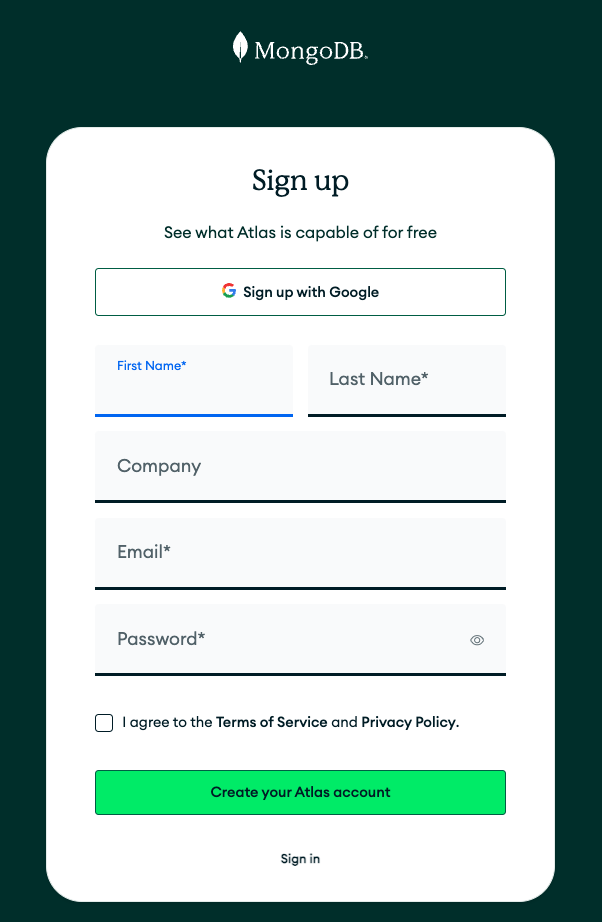 MongoDB®
Sign up
See what Atlas is capable of for free
Sign up with Google
First Name*
Last Name*
Company
Email*
Password*
I agree to the Terms of Service and Privacy Policy.
Create your Atlas account
Sign in